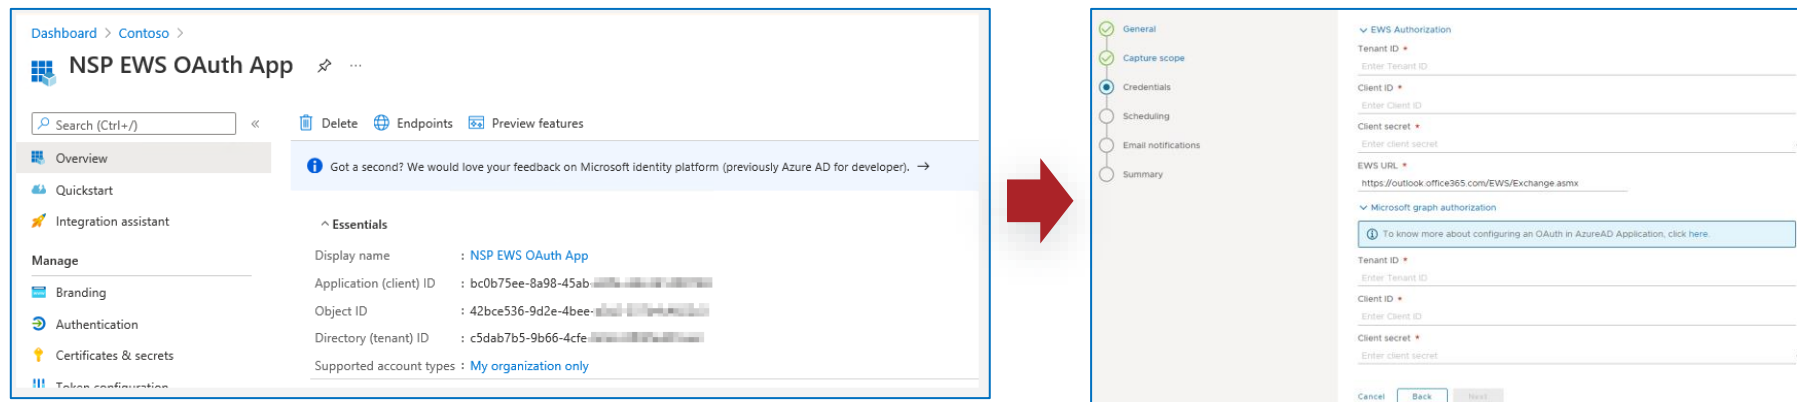 Dashboard > Contoso >
NSP EWS OAuth App
Search (Ctrl+/)
Overview
Quickstart
Integration assistant
Manage
Branding
Authentication
Certificates & secrets
Token configuration
Delete Endpoints Preview features
Got a second? We would love your feedback on Microsoft identity platform (previously Azure AD for developer). →
Essentials
Display name : NSP EWS OAuth App
Application (client) ID : bc0b75ee-8a98-45ab-
Object ID : 42bce536-9d2e-4bee-
Directory (tenant) ID : c5dab7b5-9b66-4cfe-
Supported account types : My organization only
General
Capture scope
Credentials
Scheduling
Email notifications
Summary
EWS Authorization
Tenant ID *
Enter Tenant ID
Client ID *
Enter Client ID
Client secret *
Enter client secret
EWS URL *
https://outlook.office365.com/EWS/Exchange.asmx
Microsoft graph authorization
To know more about configuring an OAuth in AzureAD Application, click here.
Tenant ID *
Enter Tenant ID
Client ID *
Enter Client ID
Client secret *
Enter client secret
Cancel Back Next